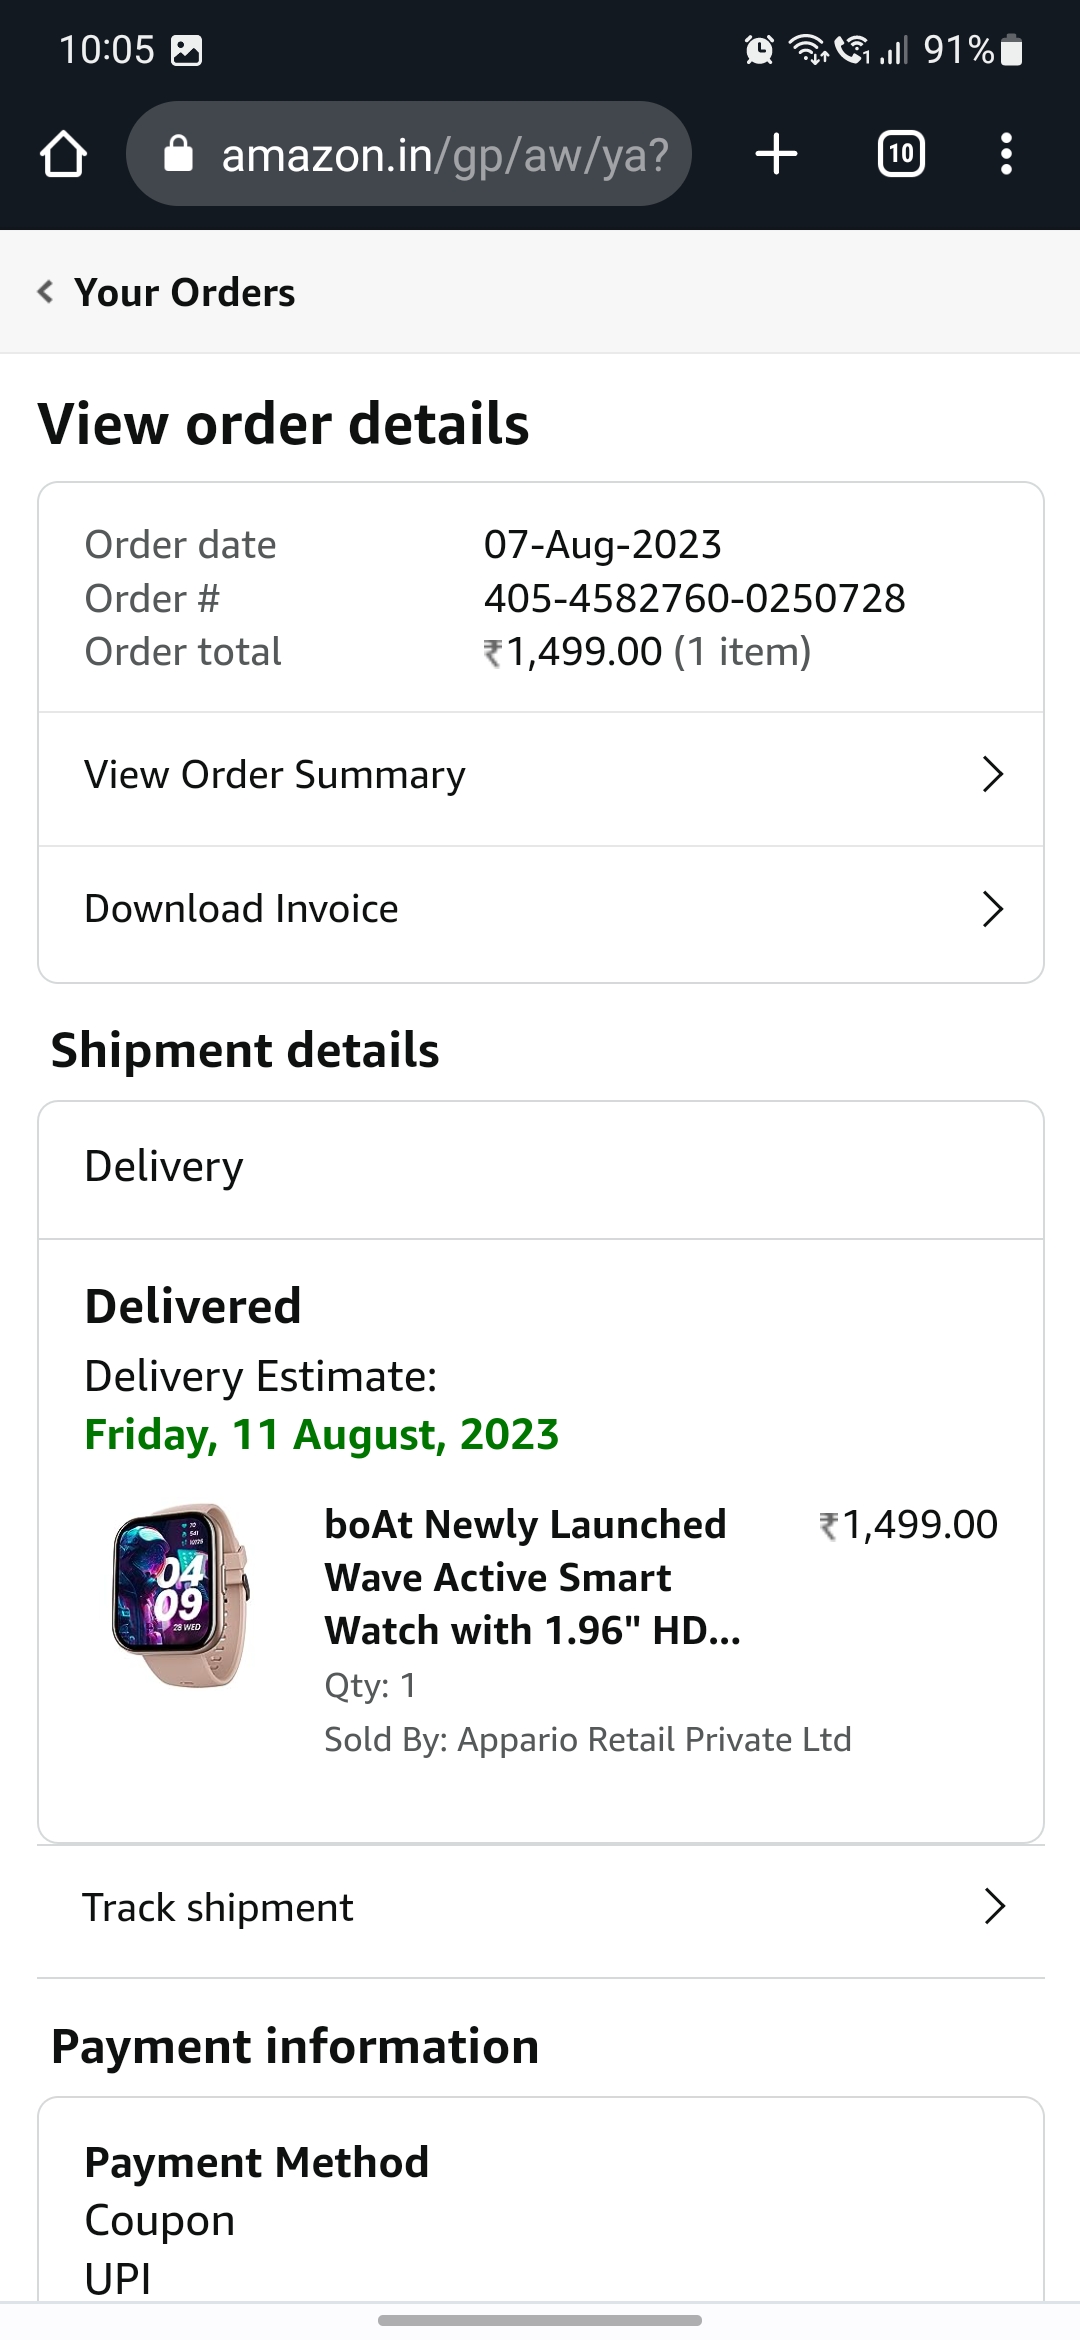 10:05
91%
amazon.in/gp/aw/ya?
10
Your Orders
View order details
Order date 07-Aug-2023
Order # 405-4582760-0250728
Order total ₹1,499.00 (1 item)
View Order Summary
Download Invoice
Shipment details
Delivery
Delivered
Delivery Estimate:
Friday, 11 August, 2023
04
09
28 WED
boAt Newly Launched ₹1,499.00
Wave Active Smart
Watch with 1.96" HD...
Qty: 1
Sold By: Appario Retail Private Ltd
Track shipment
Payment information
Payment Method
Coupon
UPI